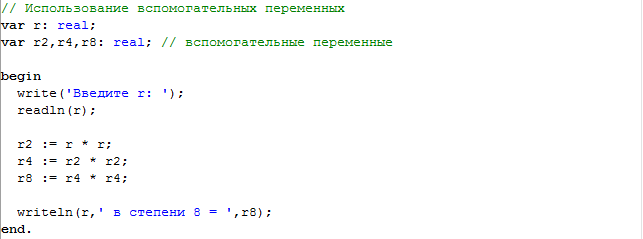 // Использование вспомогательных переменных
var r: real;
var r2,r4,r8: real; // вспомогательные переменные
begin
write('Введите r: ');
readln(r);
r2 := r * r;
r4 := r2 * r2;
r8 := r4 * r4;
writeln(r,' в степени 8 = ',r8);
end.